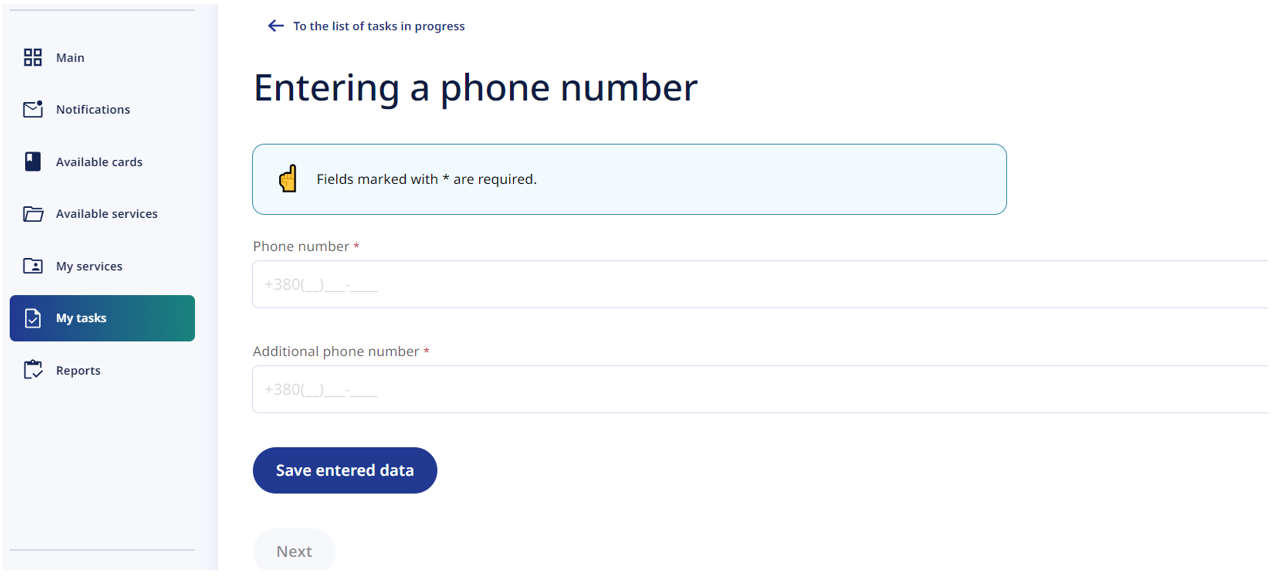 Main
Notifications
Available cards
Available services
My services
My tasks
Reports
To the list of tasks in progress
Entering a phone number
Fields marked with * are required.
Phone number *
+380(__)___-____
Additional phone number *
+380(__)___-____
Save entered data
Next